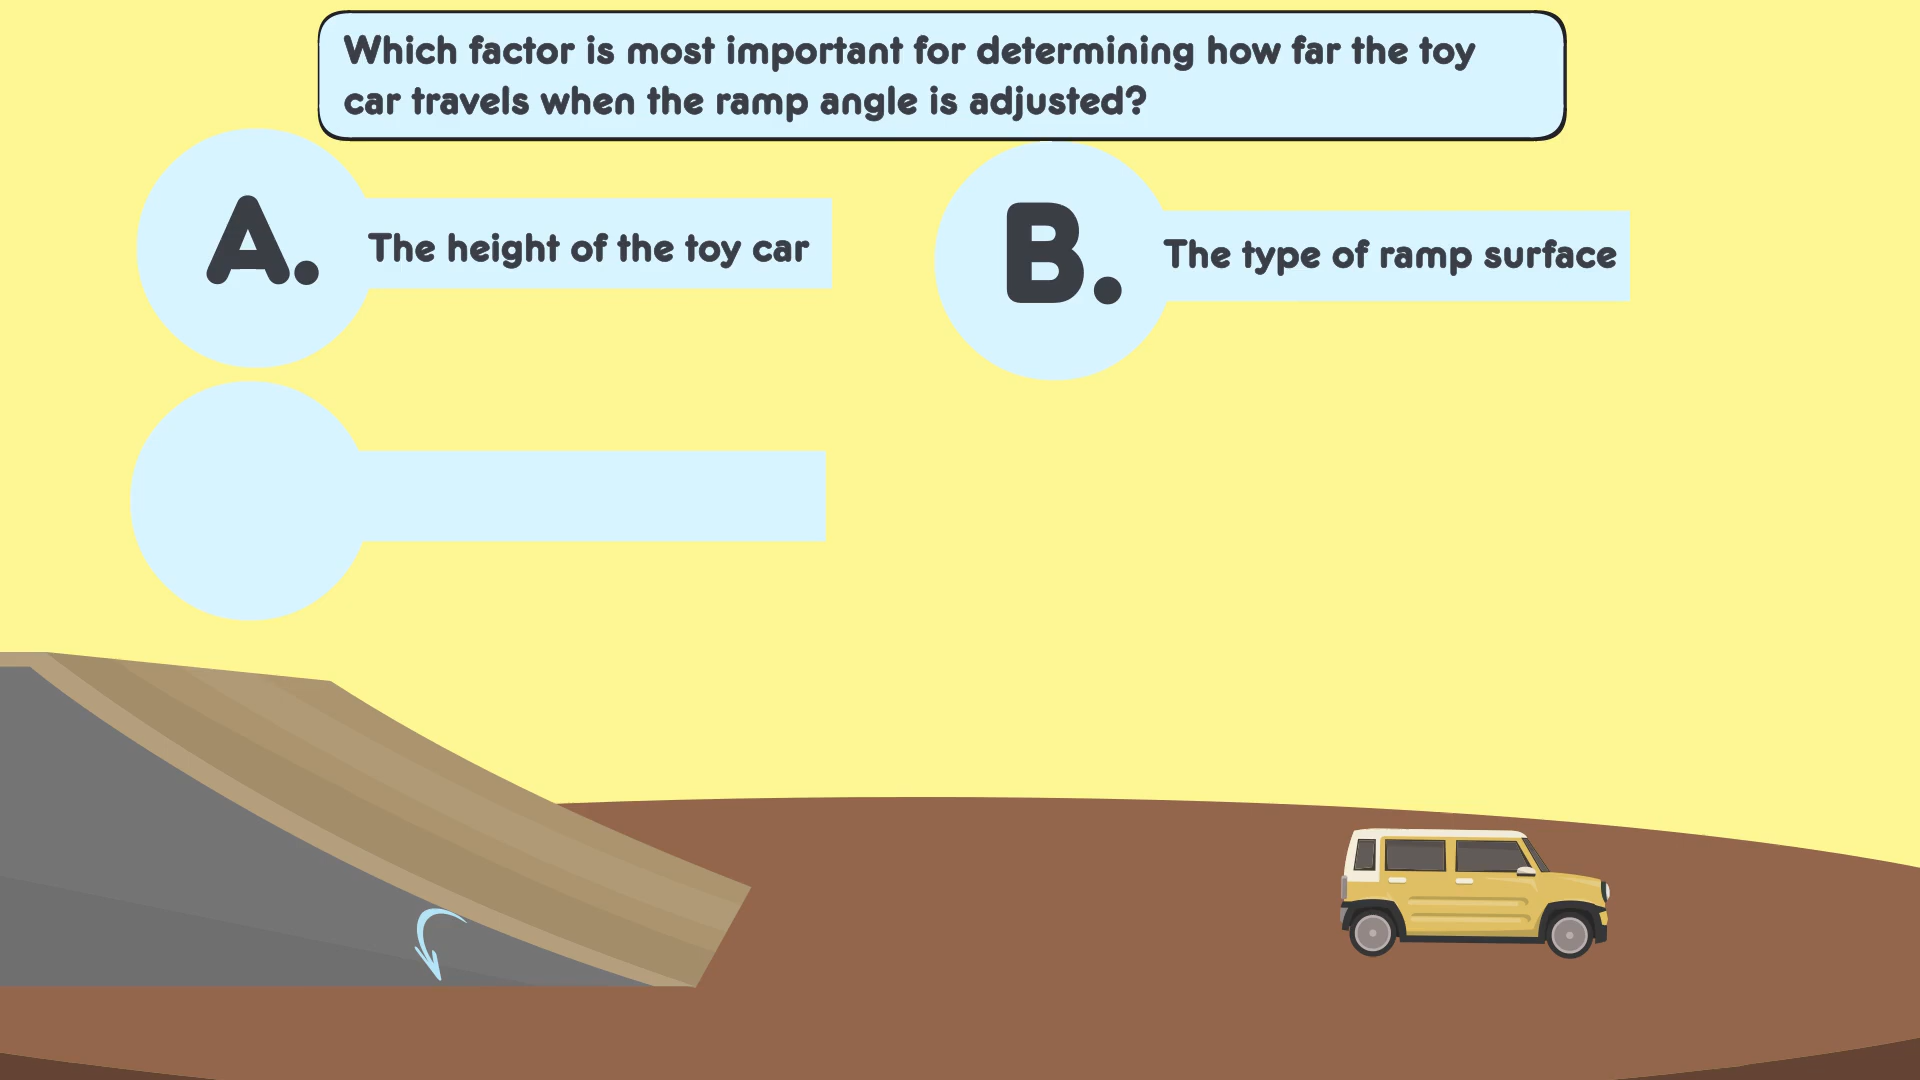 Which factor is most important for determining how far the toy
car travels when the ramp angle is adjusted?
A. The height of the toy car
B. The type of ramp surface